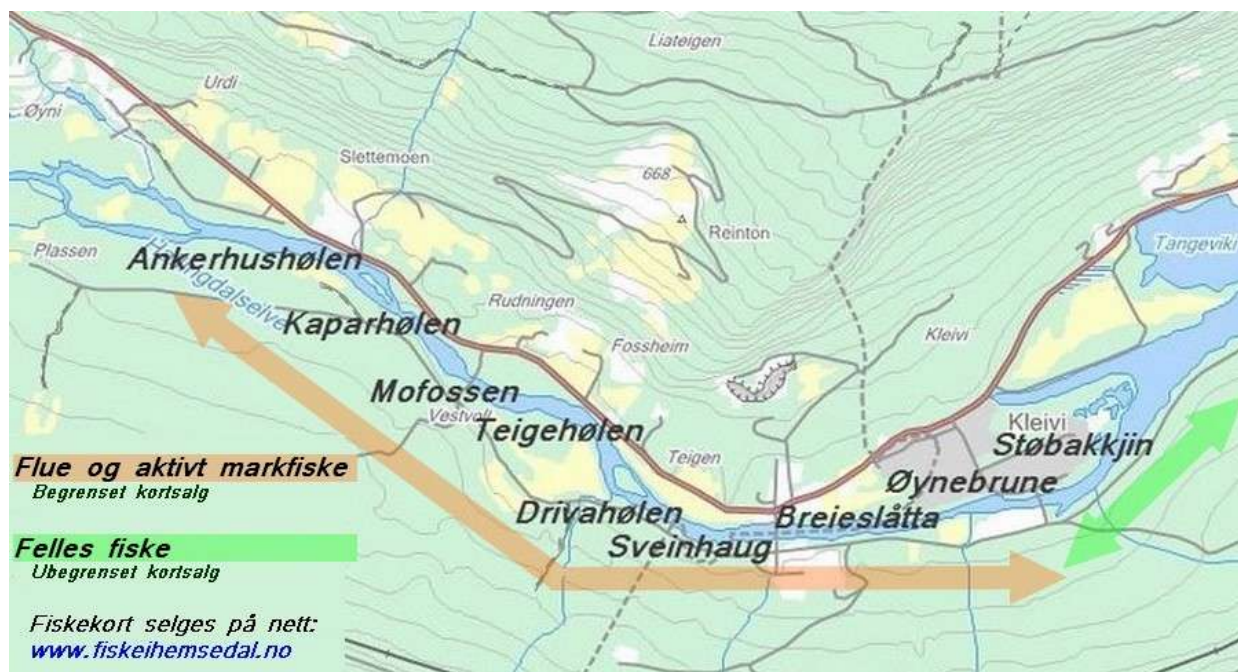 Liateigen
Urdi
Øyni
Slettemoen
668
Reinton
Plassen
Tangeviki
Ankerhushølen
Rudningen
Kaparhølen
Fossheim
Kleivi
Mofossen
Vestvoll
Teigehølen
Kleivi
Støbakkjin
Teigen
Flue og aktivt markfiske
Begrenset kortsalg
Øynebrune
Drivahølen
Breieslåtta
Sveinhaug
Felles fiske
Ubegrenset kortsalg
Fiskekort selges på nett:
www.fiskeihemsedal.no